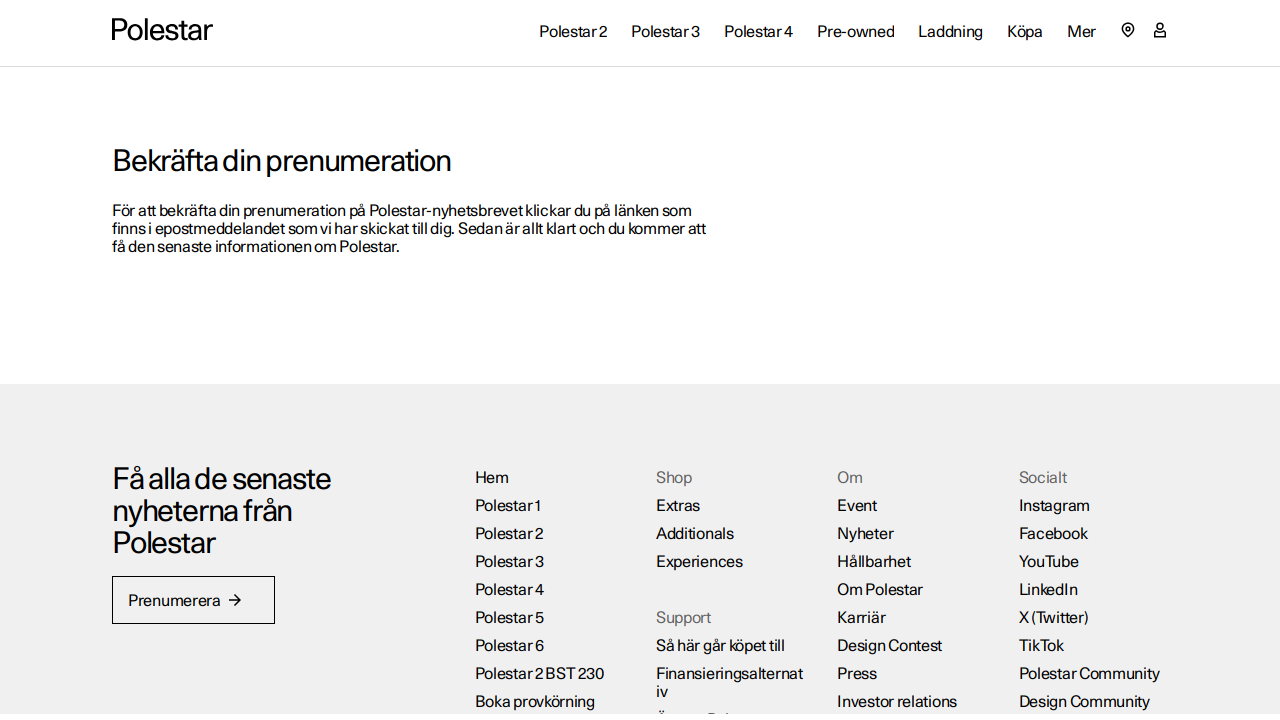 Polestar
Polestar 2
Polestar 3
Polestar 4
Pre-owned
Laddning
Köpa
Mer
Bekräfta din prenumeration
För att bekräfta din prenumeration på Polestar-nyhetsbrevet klickar du på länken som
finns i epostmeddelandet som vi har skickat till dig. Sedan är allt klart och du kommer att
få den senaste informationen om Polestar.
Få alla de senaste
nyheterna från
Polestar
Prenumerera
Hem
Polestar 1
Polestar 2
Polestar 3
Polestar 4
Polestar 5
Polestar 6
Polestar 2 BST 230
Boka provkörning
Shop
Extras
Additionals
Experiences
Support
Så här går köpet till
Finansieringsalternat
iv
Om
Event
Nyheter
Hållbarhet
Om Polestar
Karriär
Design Contest
Press
Investor relations
Socialt
Instagram
Facebook
YouTube
LinkedIn
X (Twitter)
TikTok
Polestar Community
Design Community